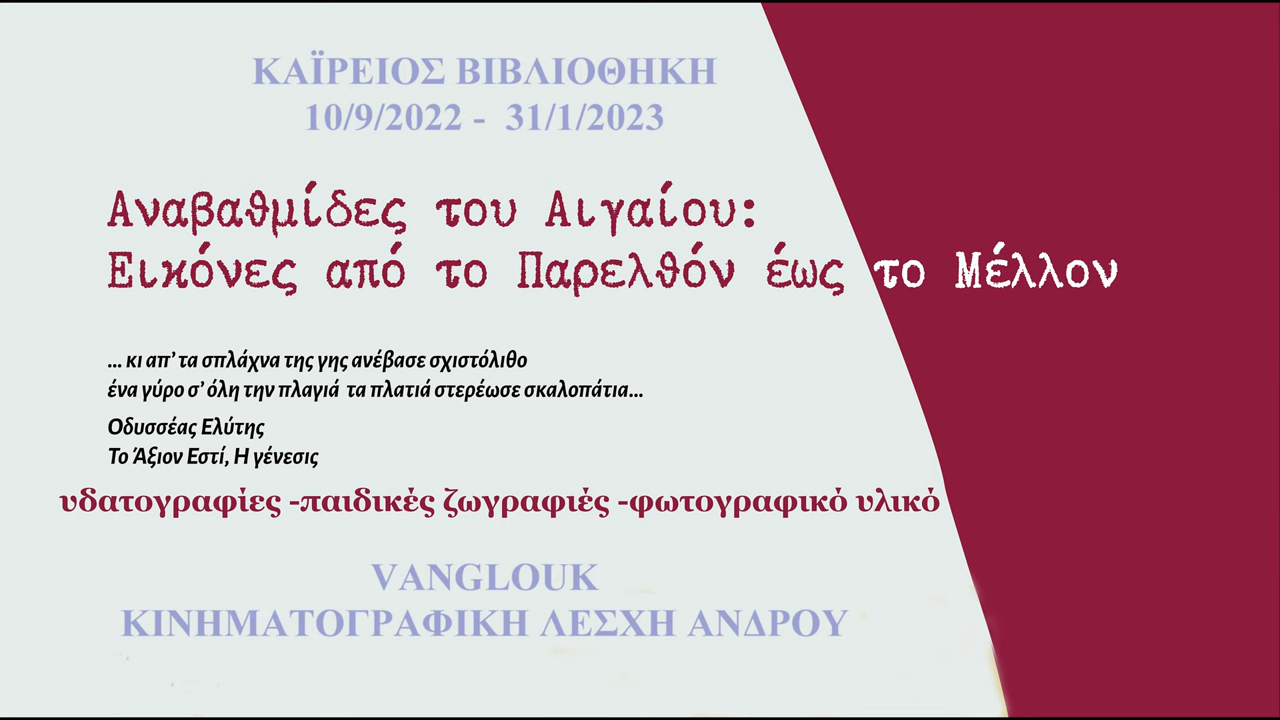 ΚΑΪΡΕΙΟΣ ΒΙΒΛΙΟΘΗΚΗ
10/9/2022 - 31/1/2023
Αναβαθμίδες του Αιγαίου:
Εικόνες από το Παρελθόν έως το Μέλλον
... κι απ’ τα σπλάχνα της γης ανέβασε σχιστόλιθο
ένα γύρο σ’ όλη την πλαγιά τα πλατιά στερέωσε σκαλοπάτια...
Οδυσσέας Ελύτης
Το Άξιον Εστί, Η γένεσις
υδατογραφίες -παιδικές ζωγραφιές -φωτογραφικό υλικό
VANGLOUK
ΚΙΝΗΜΑΤΟΓΡΑΦΙΚΗ ΛΕΣΧΗ ΑΝΔΡΟΥ